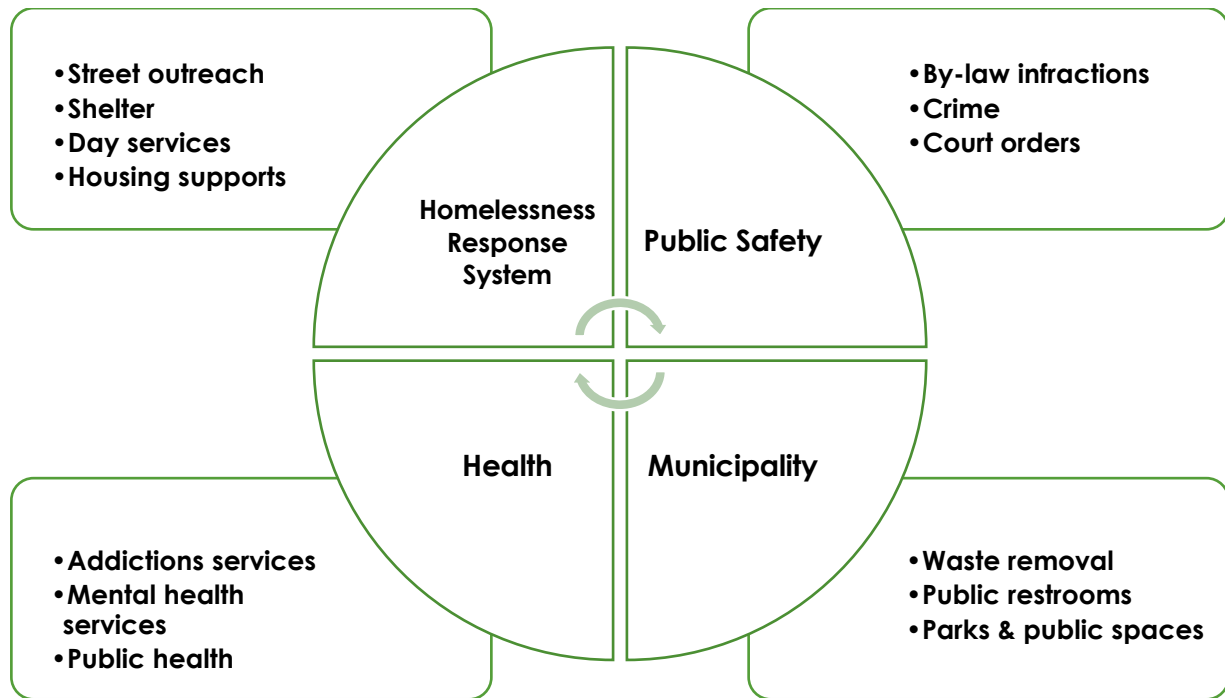 •Street outreach
•Shelter
•Day services
•Housing supports
•By-law infractions
•Crime
•Court orders
Homelessness
Response
System
Public Safety
Health
Municipality
•Addictions services
•Mental health
services
•Public health
•Waste removal
•Public restrooms
•Parks & public spaces